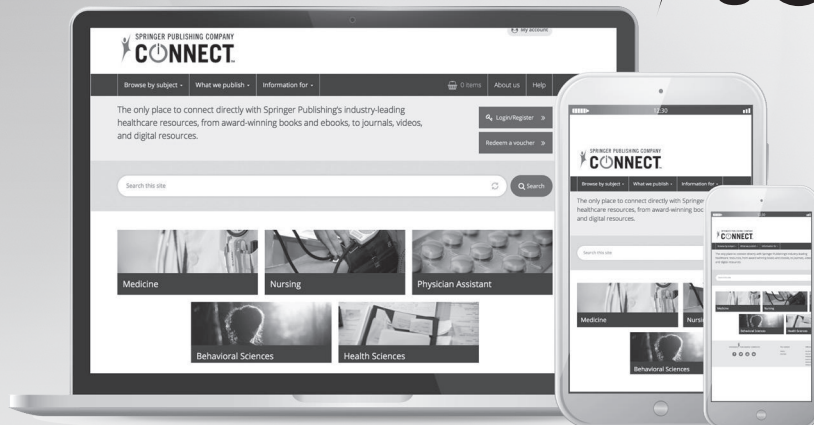 My account
SPRINGER PUBLISHING COMPANY
CONNECT™
Browse by subject
What we publish
Information for
0 items
About us
Help
The only place to connect directly with Springer Publishing's industry-leading
healthcare resources, from award-winning books and ebooks, to journals, videos,
and digital resources.
Login/Register »
Redeem a voucher »
Search this site
Search
Medicine
Nursing
Physician Assistant
Behavioral Sciences
Health Sciences
12:30
SPRINGER PUBLISHING COMPANY
CONNECT
Browse by subject
What we publish
Information for
The only place to connect directly with Springe
healthcare resources, from award-winning boo
and digital resources.
Search this site
Medicine
Nursi
Behavioral Sciences
CONNECT
Medicine
Nursing
Behavioral Sciences
Health Sciences